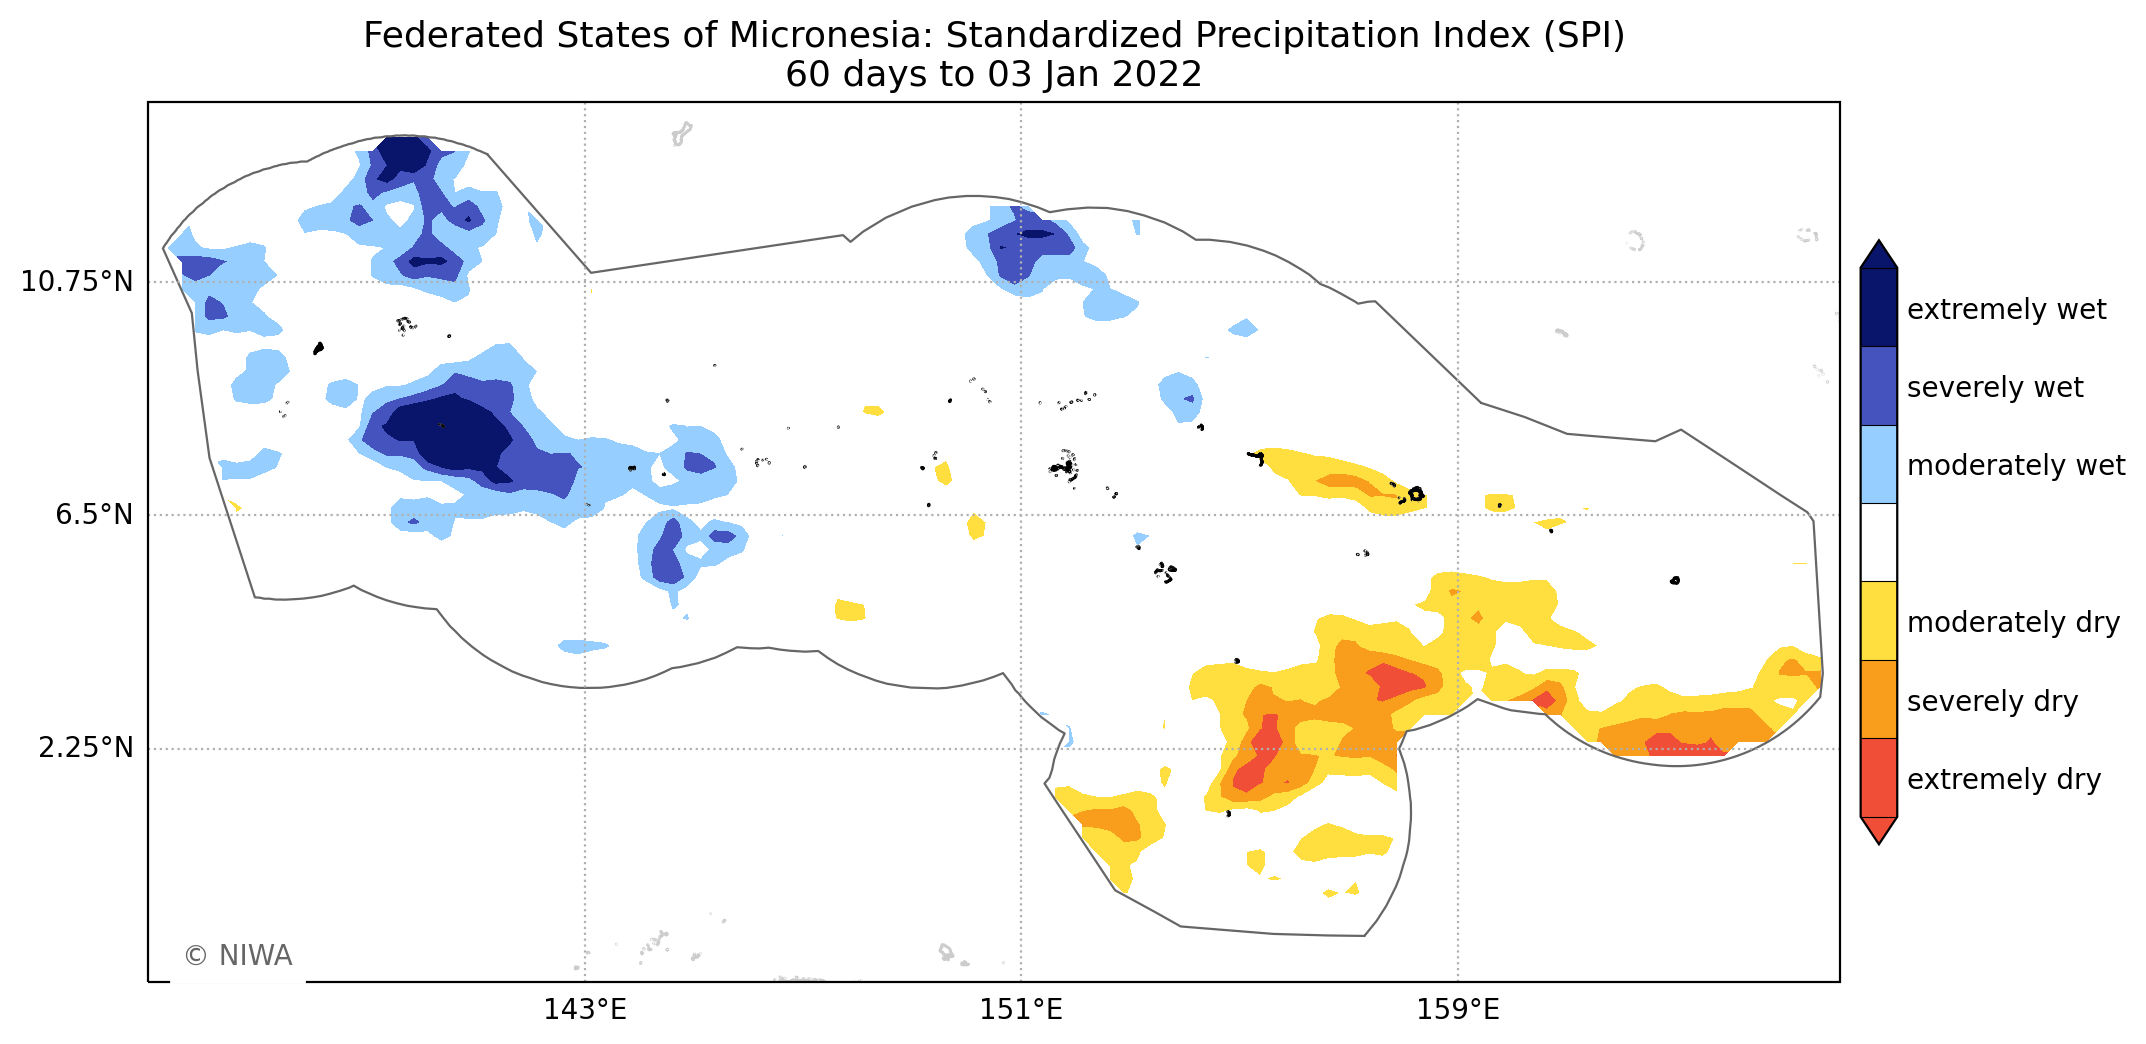 Federated States of Micronesia: Standardized Precipitation Index (SPI)
60 days to 03 Jan 2022
10.75°N
6.5°N
2.25°N
143°E
151°E
159°E
extremely wet
severely wet
moderately wet
moderately dry
severely dry
extremely dry
© NIWA